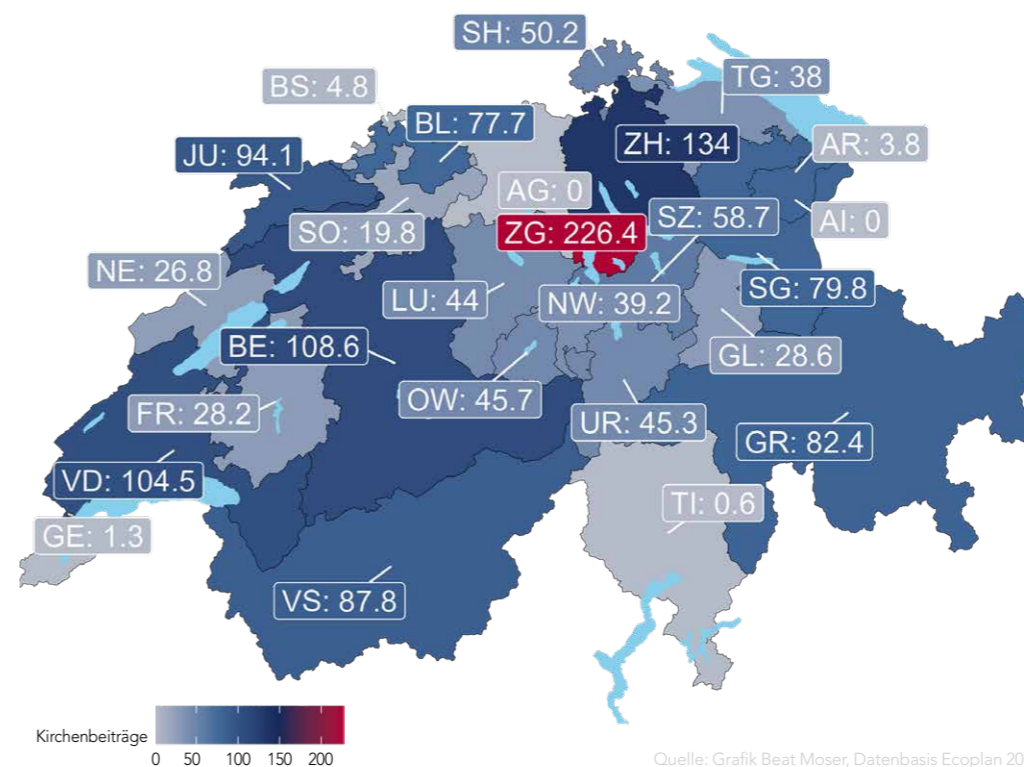 SH: 50.2
TG: 38
BS: 4.8
BL: 77.7
ZH: 134
AR: 3.8
JU: 94.1
AG: 0
SZ: 58.7
AI: 0
SO: 19.8
ZG: 226.4
NE: 26.8
LU: 44
NW: 39.2
SG: 79.8
BE: 108.6
GL: 28.6
OW: 45.7
FR: 28.2
UR: 45.3
GR: 82.4
VD: 104.5
TI: 0.6
GE: 1.3
VS: 87.8
Kirchenbeiträge
0 50 100 150 200
Quelle: Grafik Beat Moser, Datenbasis Ecoplan 20